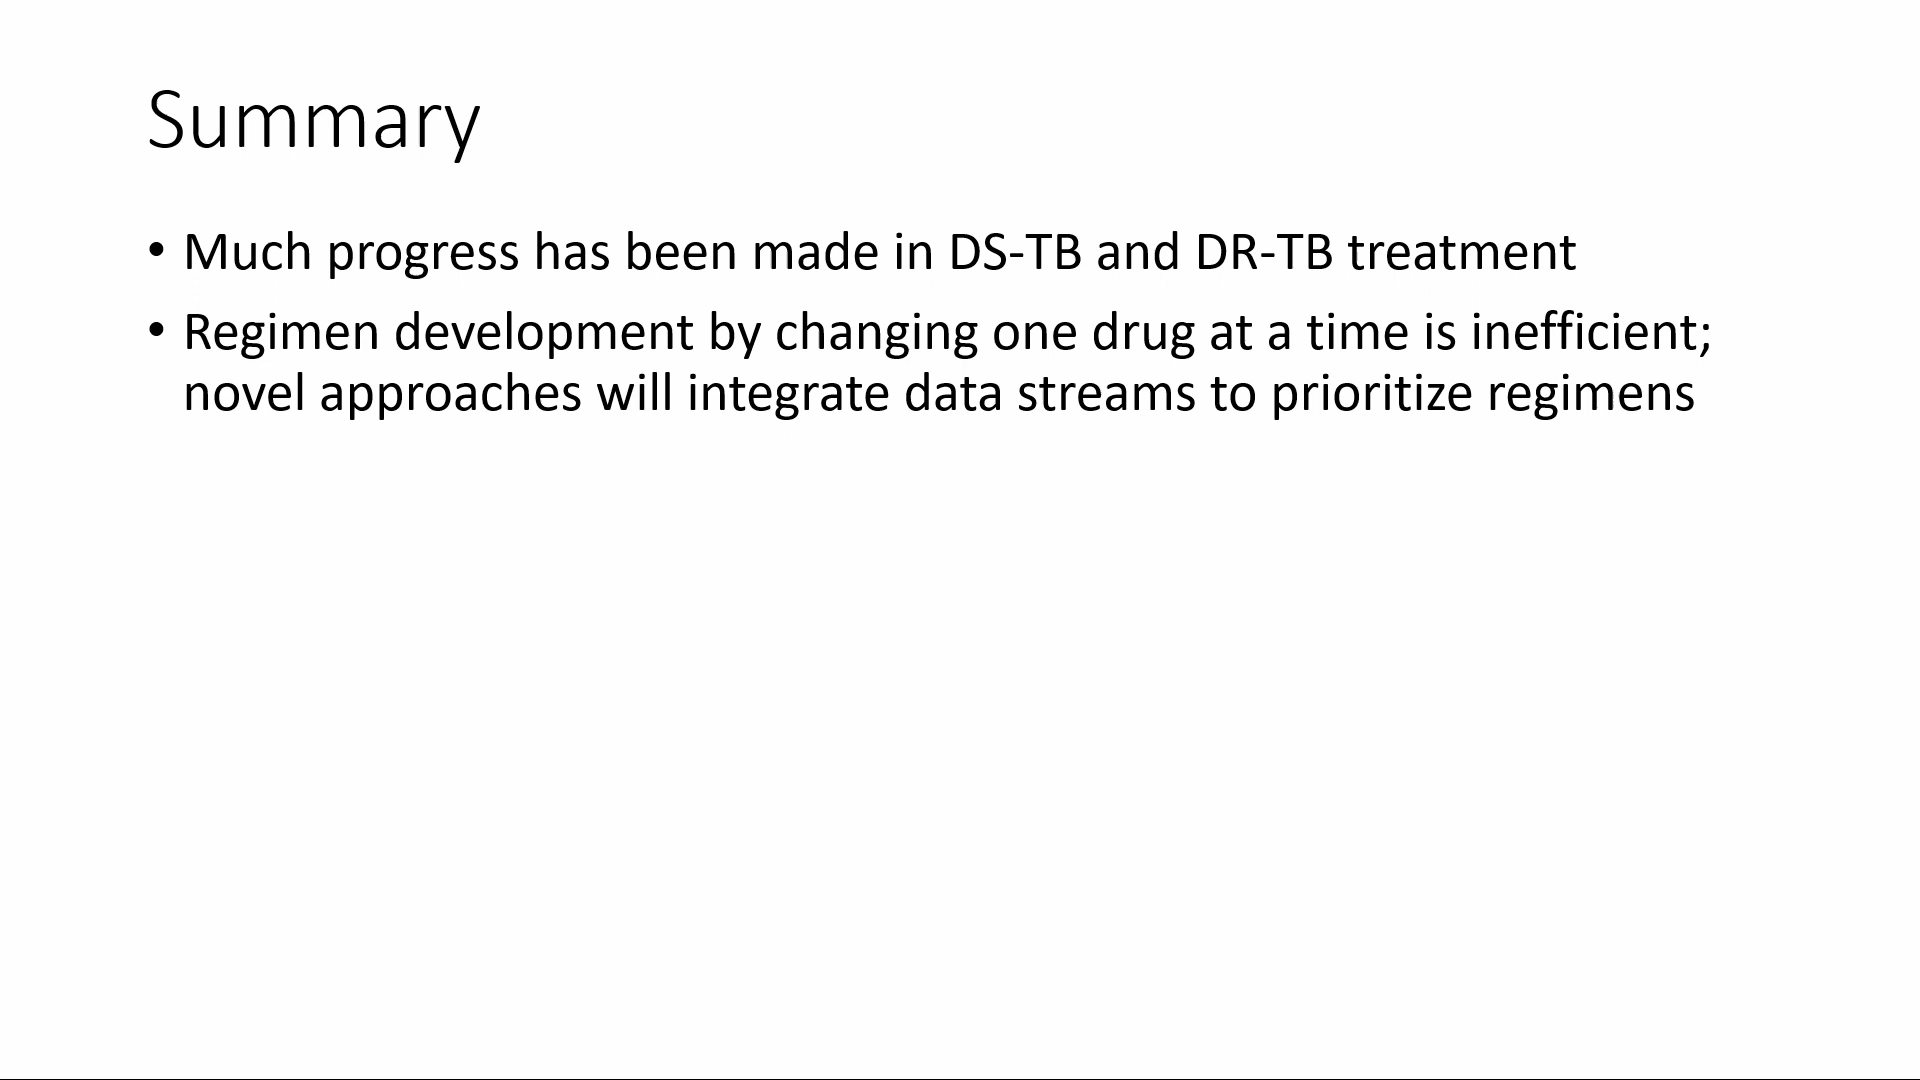 Summary
• Much progress has been made in DS-TB and DR-TB treatment
• Regimen development by changing one drug at a time is inefficient;
novel approaches will integrate data streams to prioritize regimens